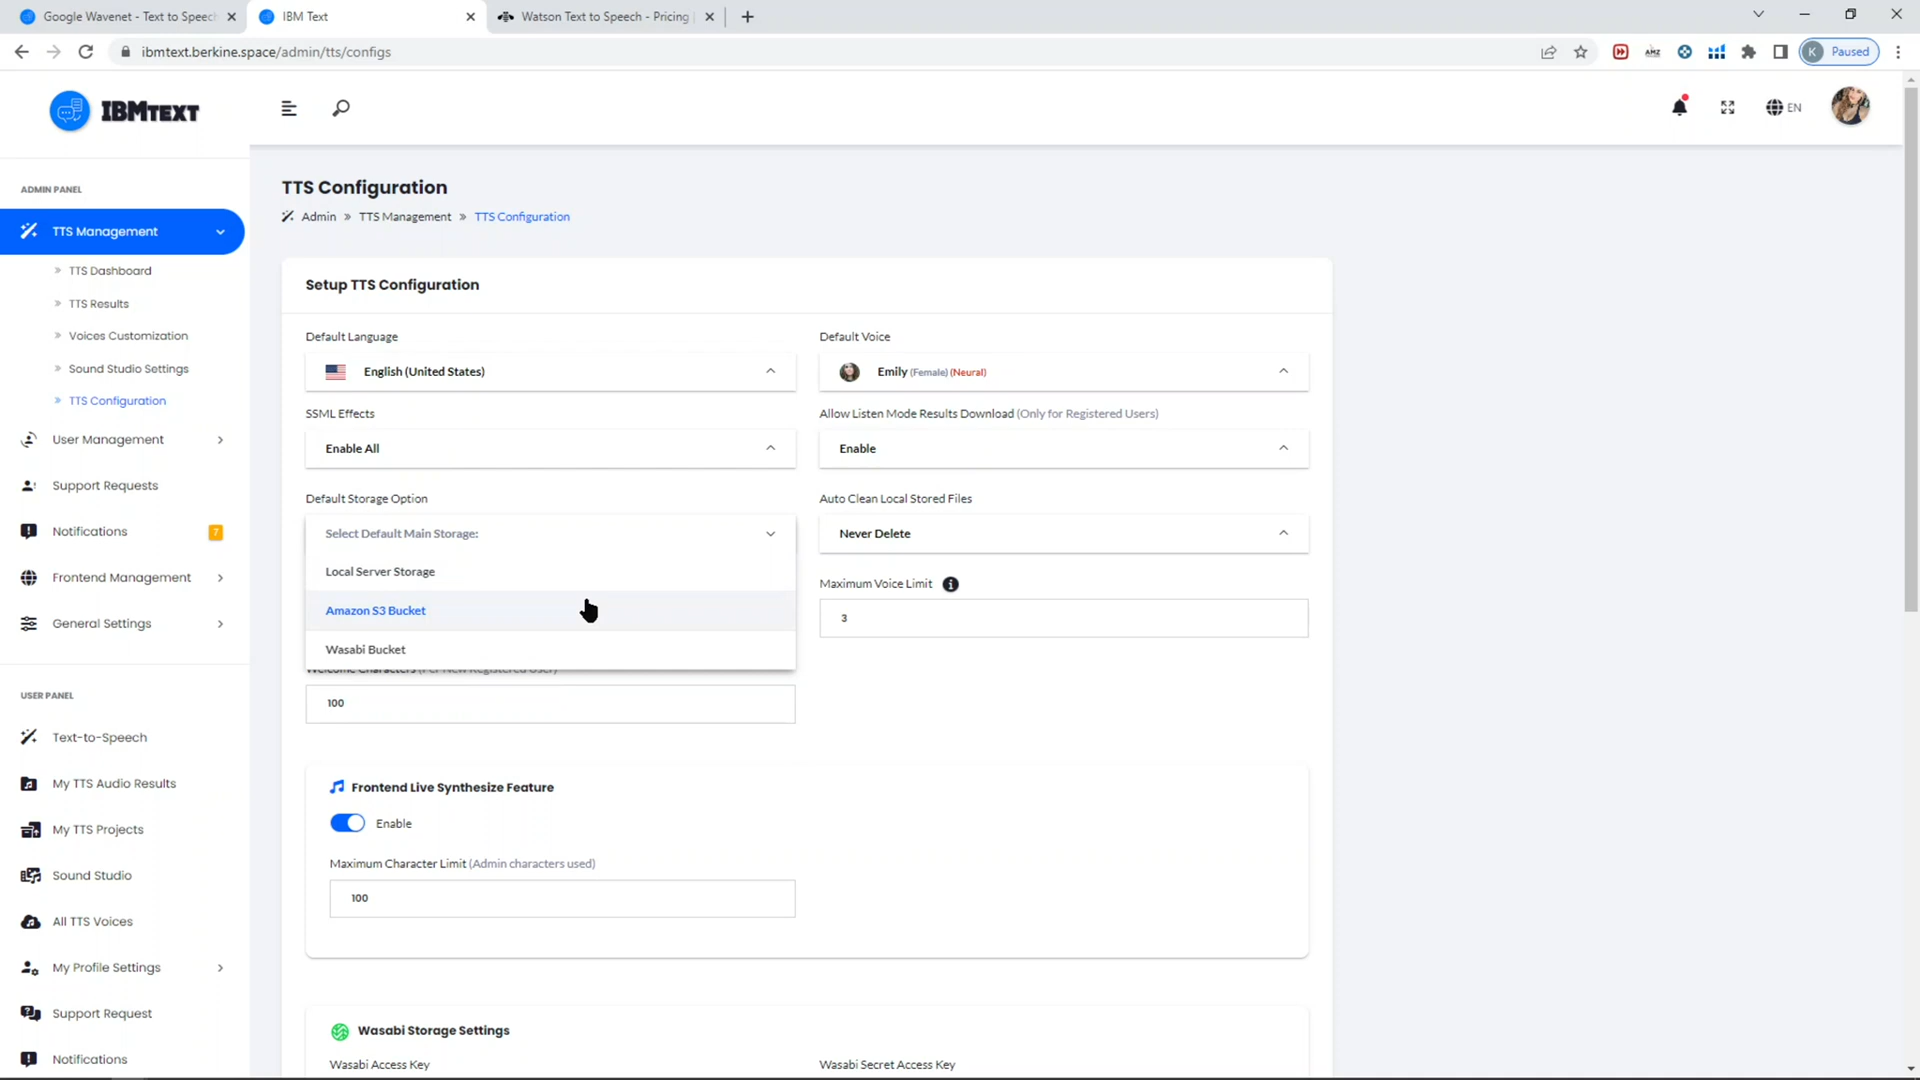 Google Wavenet - Text to Speech
IBM Text
Watson Text to Speech - Pricing
ibmtext.berkine.space/admin/tts/configs
AMZ
K Paused
IBMTEXT
EN
ADMIN PANEL
TTS Management
TTS Dashboard
TTS Results
Voices Customization
Sound Studio Settings
TTS Configuration
User Management
Support Requests
Notifications 7
Frontend Management
General Settings
USER PANEL
Text-to-Speech
My TTS Audio Results
My TTS Projects
Sound Studio
All TTS Voices
My Profile Settings
Support Request
Notifications
TTS Configuration
Admin » TTS Management » TTS Configuration
Setup TTS Configuration
Default Language
English (United States)
Default Voice
Emily (Female) (Neural)
SSML Effects
Enable All
Allow Listen Mode Results Download (Only for Registered Users)
Enable
Default Storage Option
Select Default Main Storage:
Local Server Storage
Amazon S3 Bucket
Wasabi Bucket
Auto Clean Local Stored Files
Never Delete
Maximum Voice Limit
3
Welcome Characters (Per New Registered User)
100
Frontend Live Synthesize Feature
Enable
Maximum Character Limit (Admin characters used)
100
Wasabi Storage Settings
Wasabi Access Key
Wasabi Secret Access Key